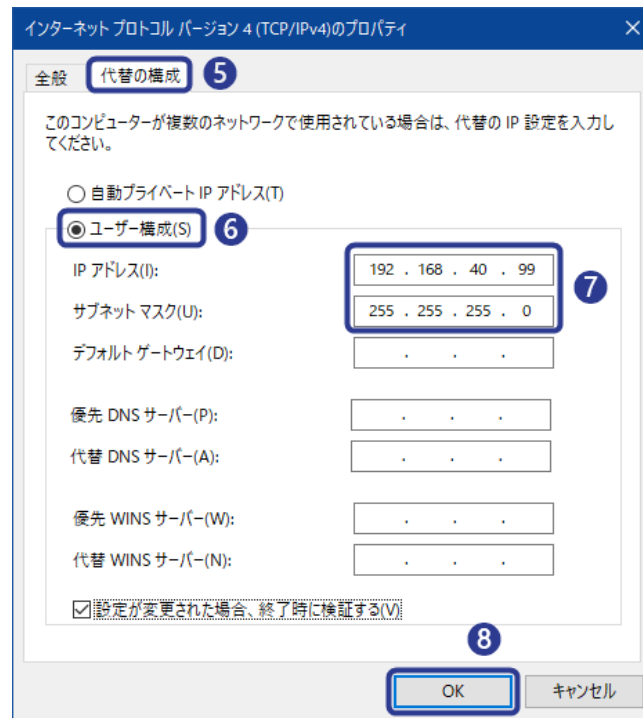 インターネット プロトコル バージョン 4 (TCP/IPv4)のプロパティ
全般 代替の構成 5
このコンピューターが複数のネットワークで使用されている場合は、代替の IP 設定を入力し
てください。
自動プライベート IP アドレス(T)
ユーザー構成(S) 6
IP アドレス(I): 192 . 168 . 40 . 99
7
サブネット マスク(U): 255 . 255 . 255 . 0
デフォルト ゲートウェイ(D): . . .
優先 DNS サーバー(P): . . .
代替 DNS サーバー(A): . . .
優先 WINS サーバー(W): . . .
代替 WINS サーバー(N): . . .
設定が変更された場合、終了時に検証する(V)
8
OK キャンセル